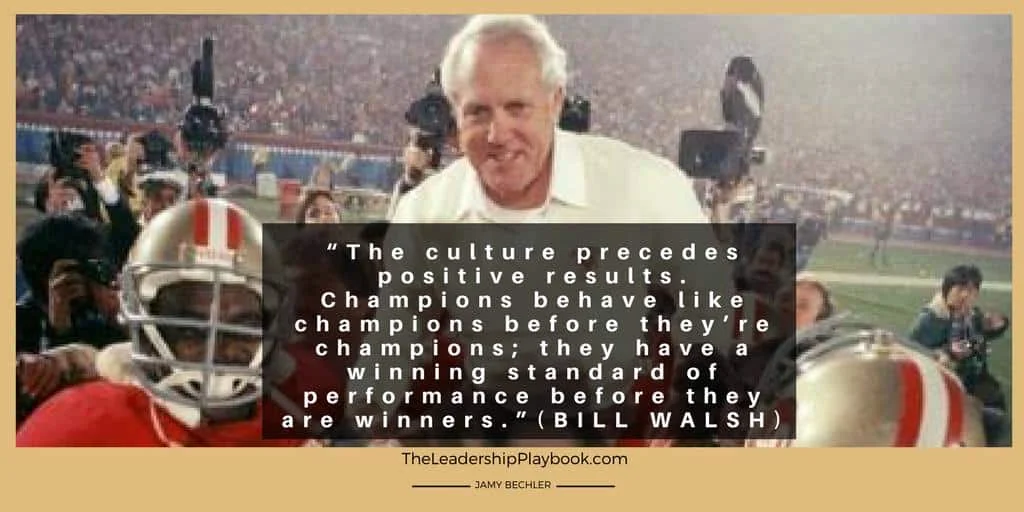 “The culture precedes
positive results.
Champions behave like
champions before they’re
champions; they have a
winning standard of
performance before they
are winners.”(BILL WALSH)
TheLeadershipPlaybook.com
JAMY BECHLER